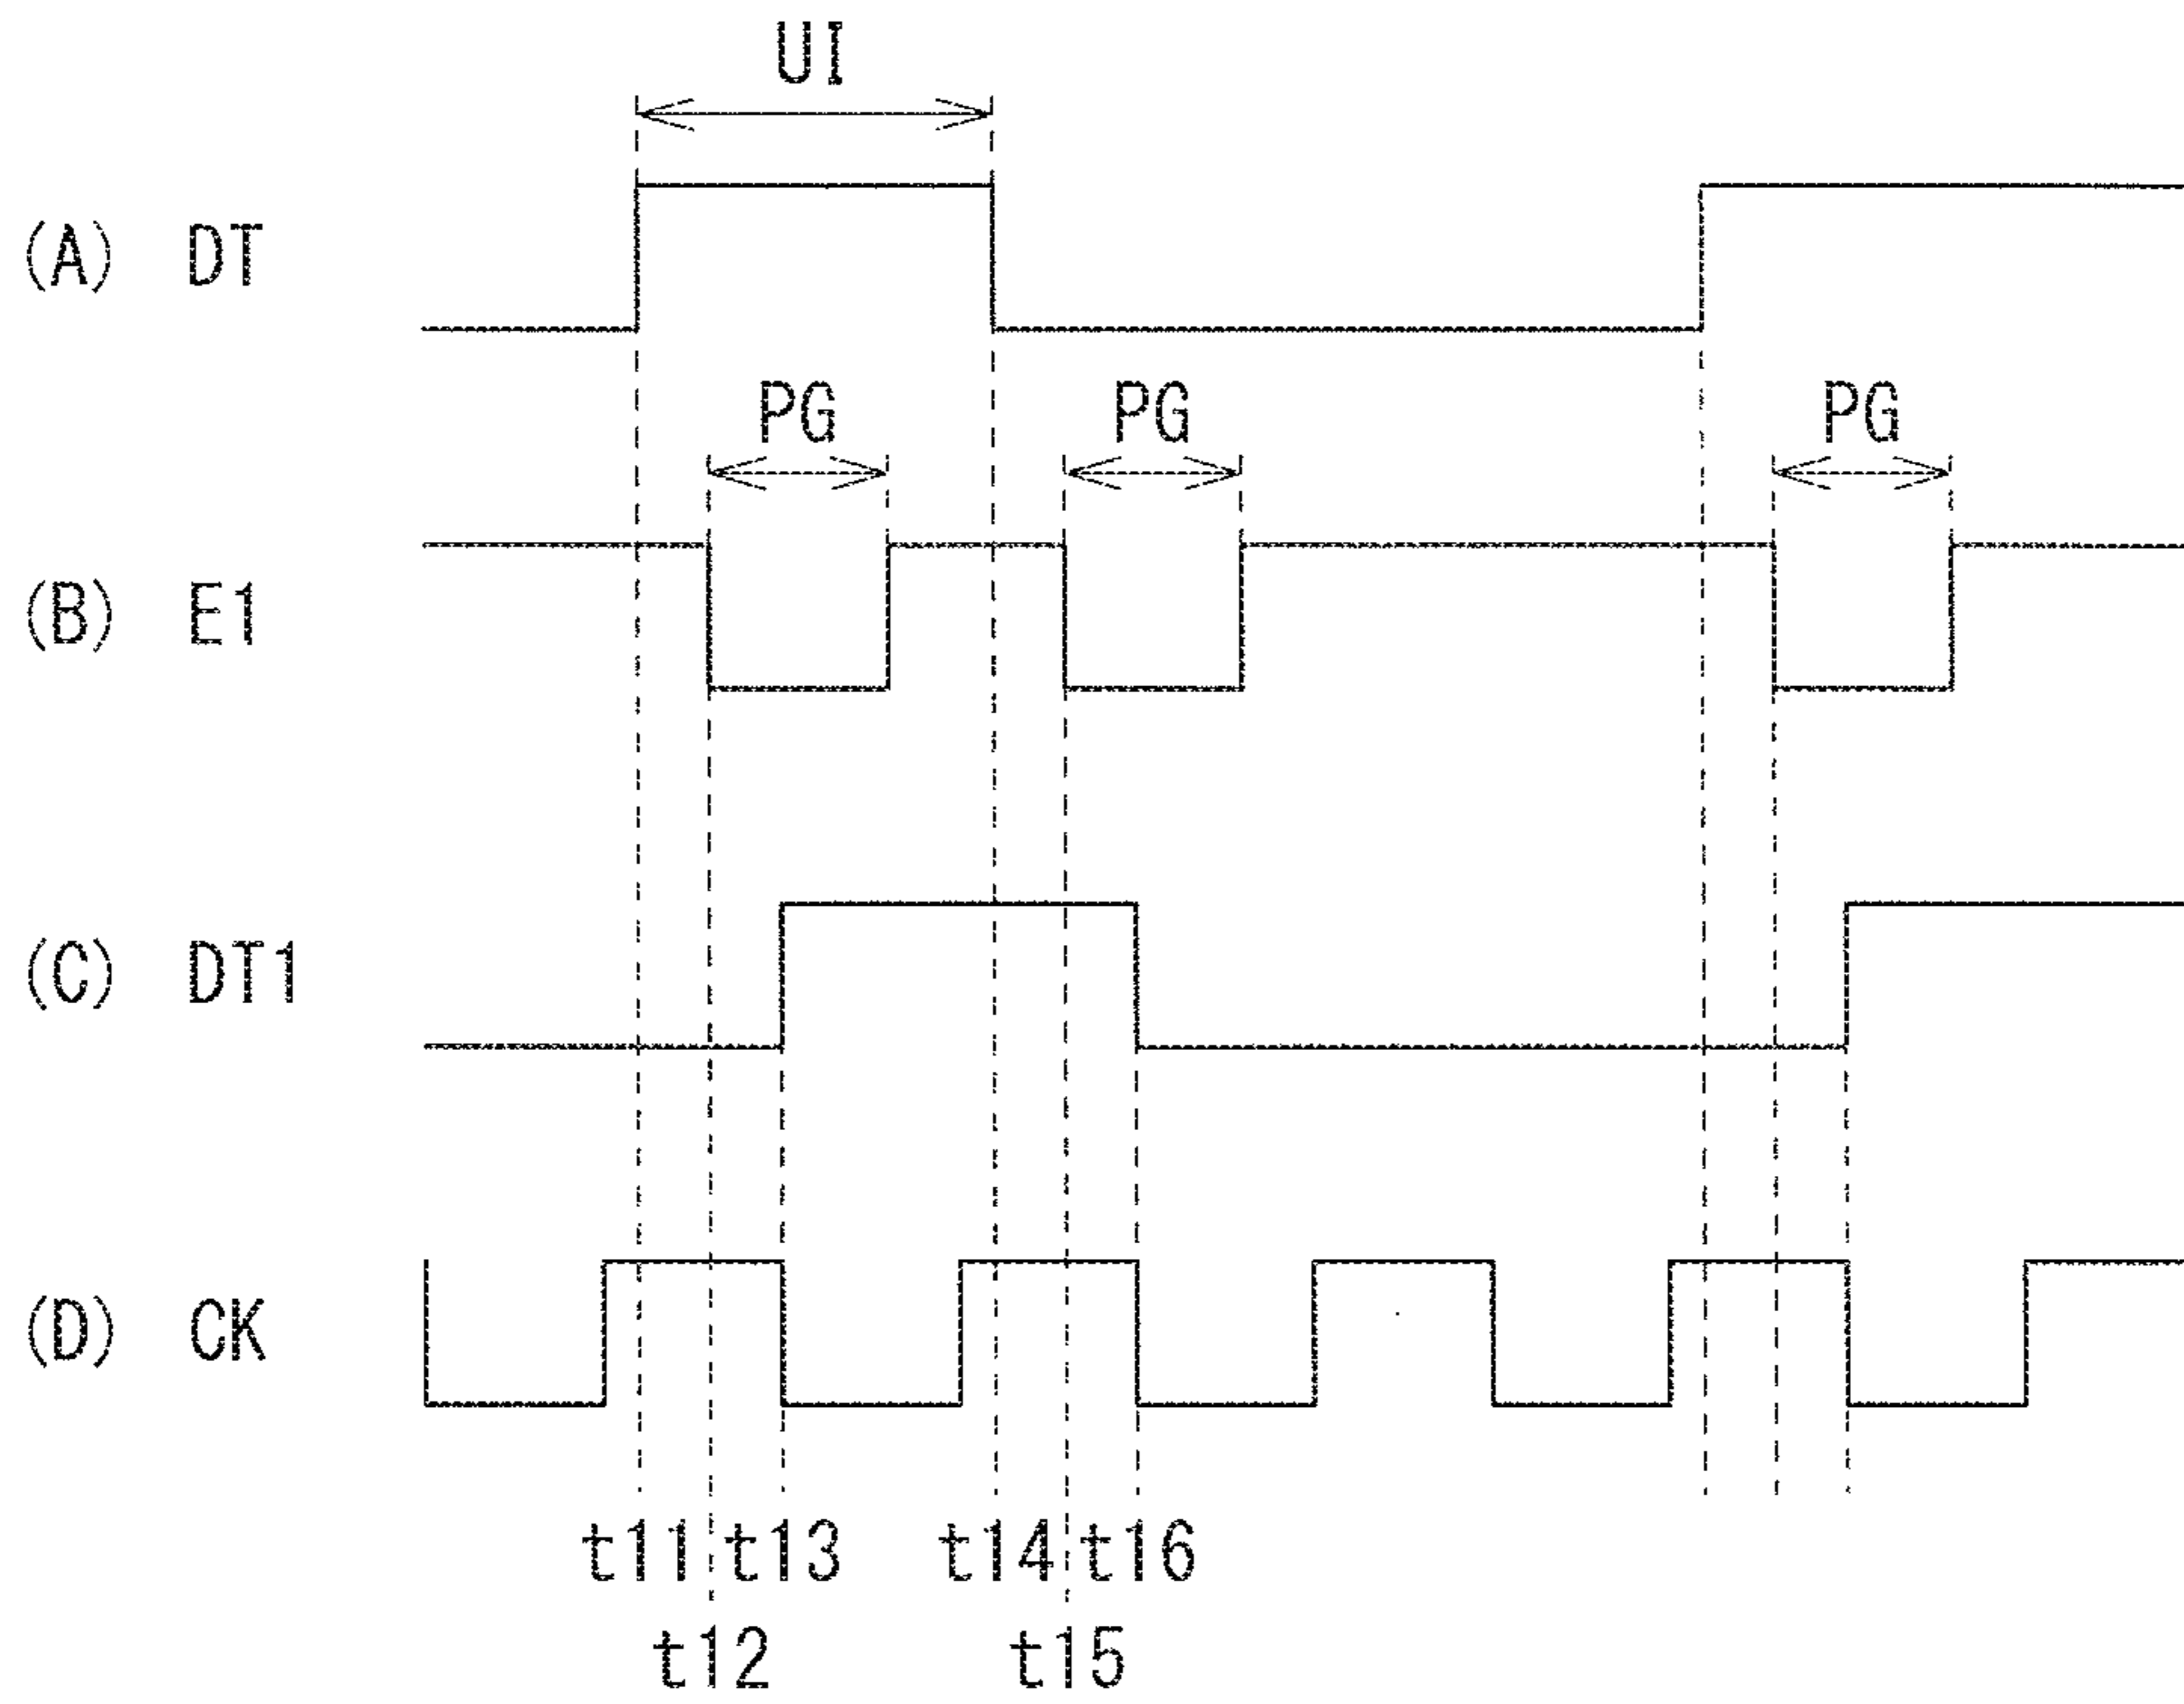 UI
(A) DT
PG PG PG
(B) E1
(C) DT1
(D) CK
t11 t13 t14 t16
t12 t15